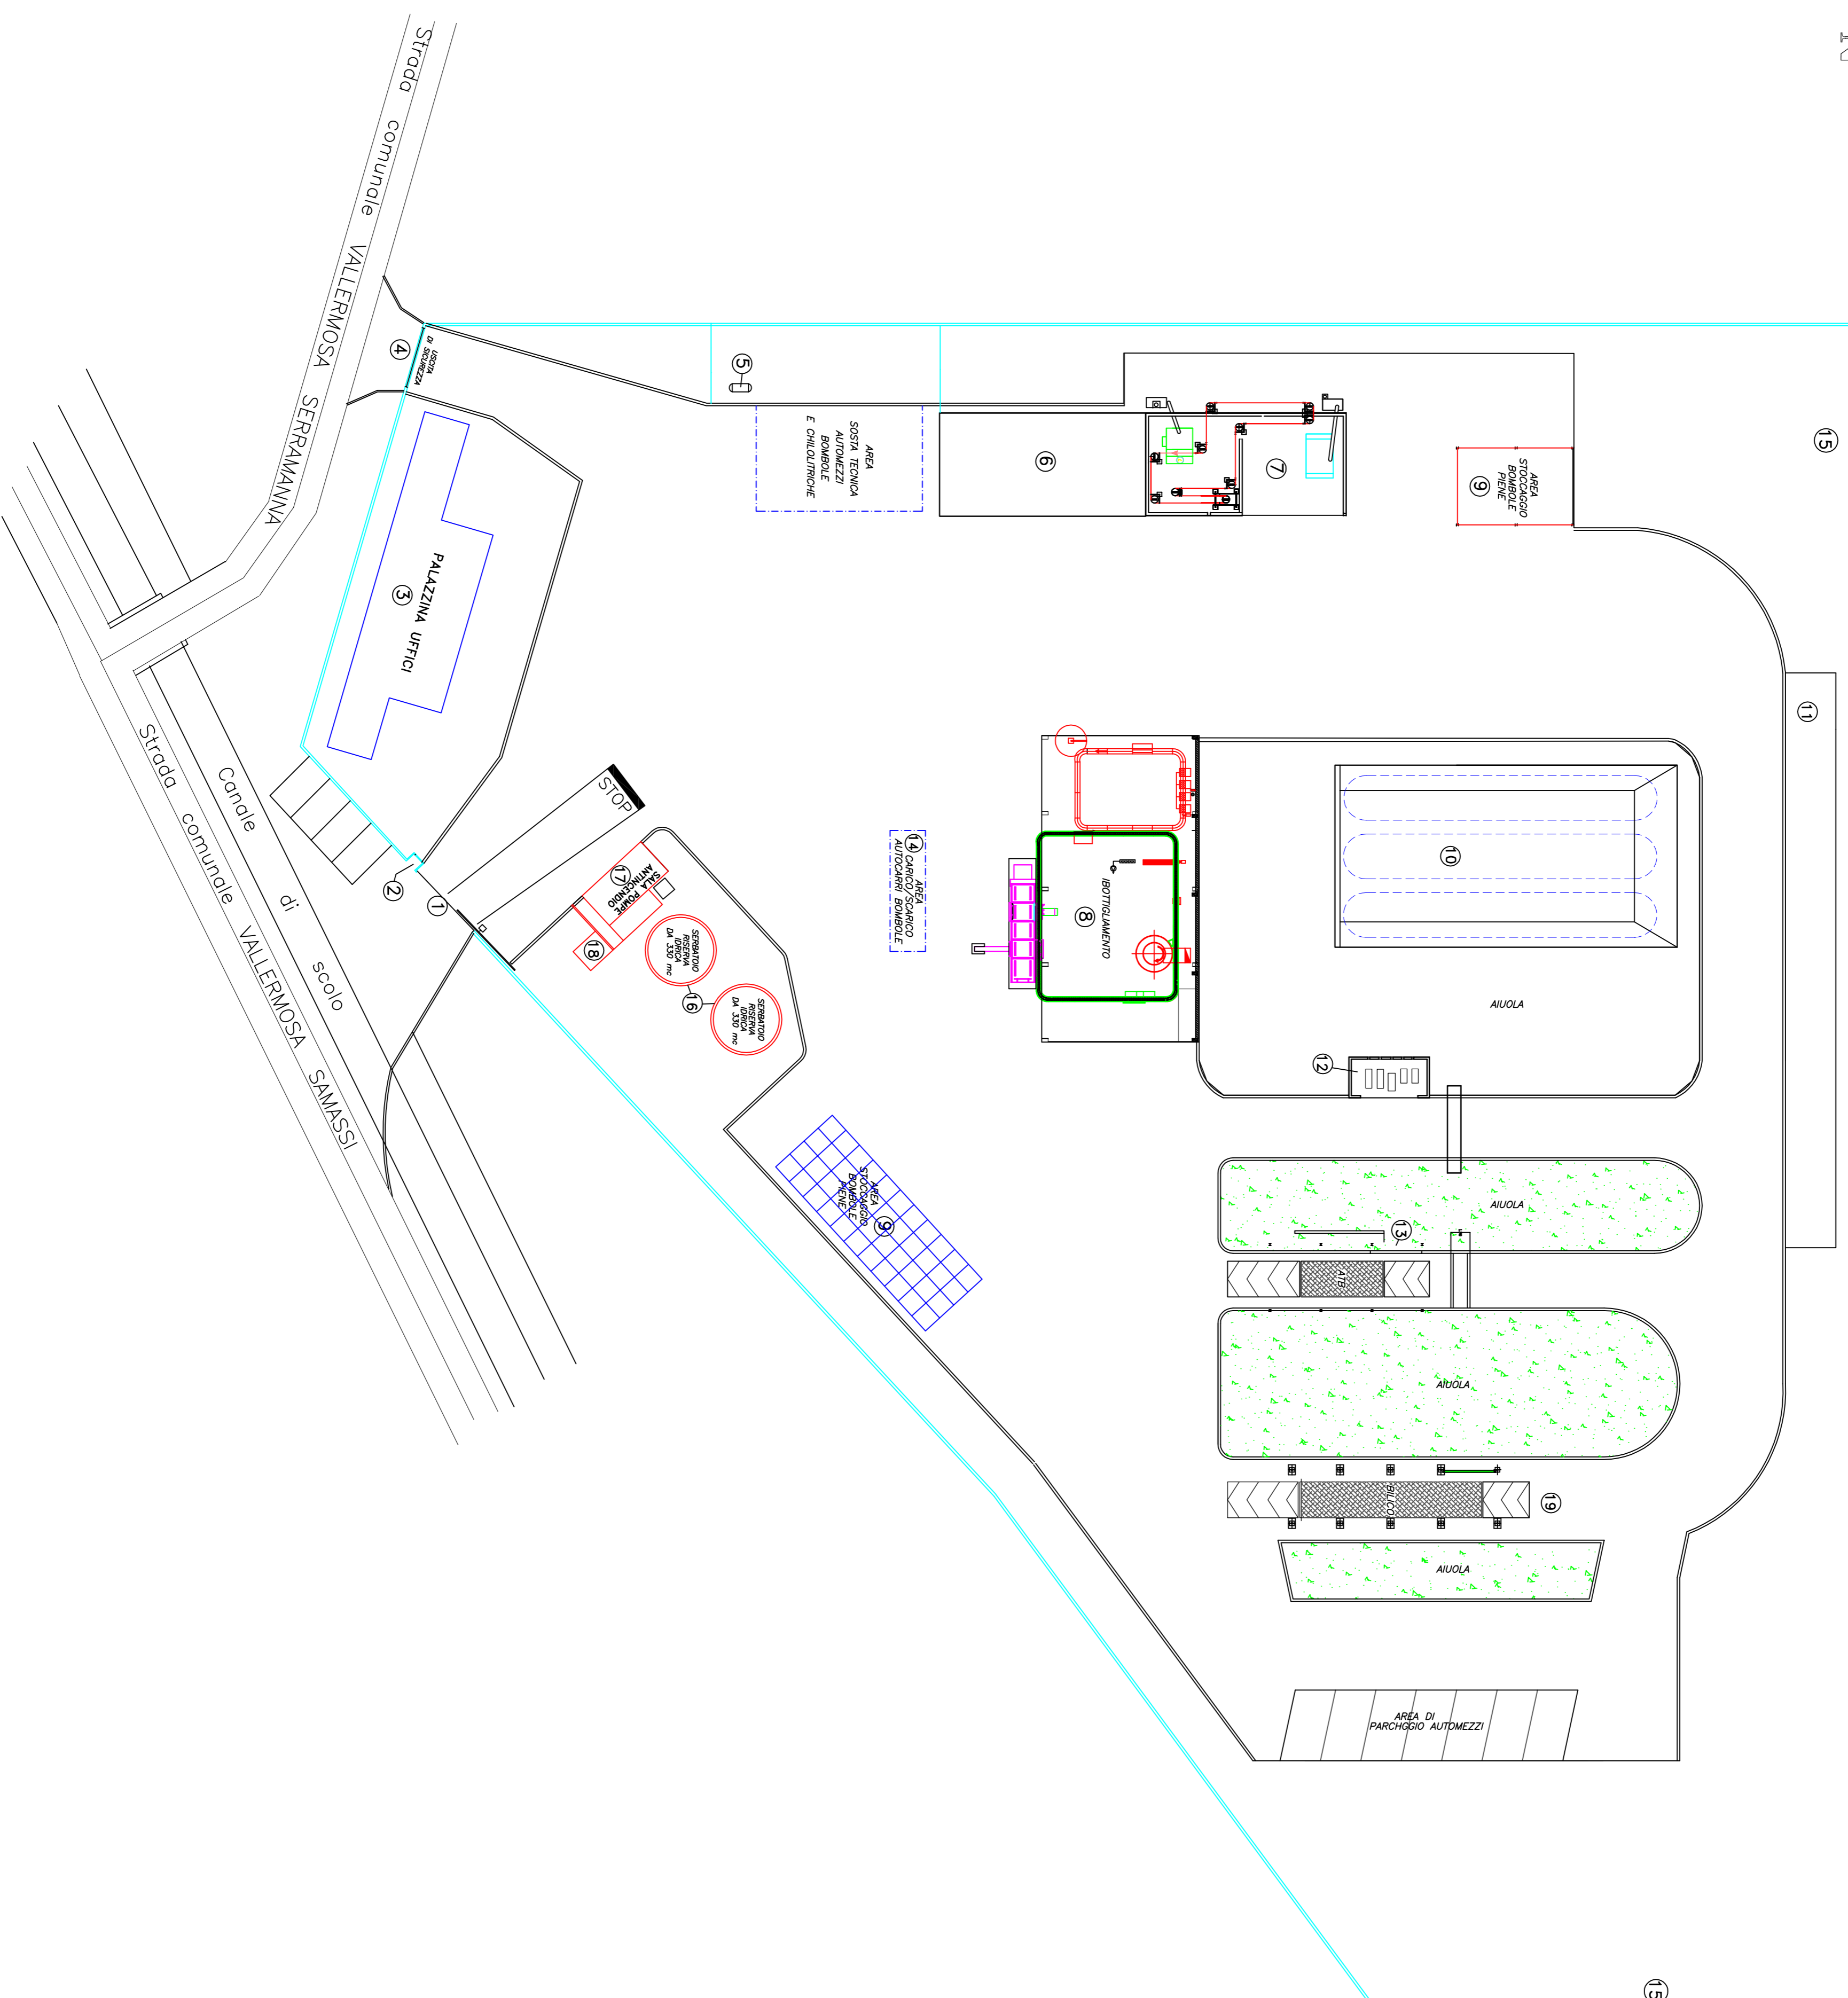 Strada comunale VALLERMOSA SERRAMANNA
Strada comunale VALLERMOSA SAMASSI
Canale di scolo
USCITA
DI SICUREZZA
4
5
AREA
SOSTA TECNICA
AUTOMEZZI
BOMBOLE
E CHILOLITRICHE
6
7
AREA
STOCCAGGIO
BOMBOLE
PIENE
9
15
11
PALAZZINA UFFICI
3
STOP
2
1
17
SALA POMPE
ANTINCENDIO
18
SERBATOIO
RISERVA
IDRICA
DA 330 mc
16
SERBATOIO
RISERVA
IDRICA
DA 330 mc
AREA
14 CARICO/SCARICO
AUTOCARRI BOMBOLE
IBOTTIGLIAMENTO
8
10
AIUOLA
12
AREA
STOCCAGGIO
BOMBOLE
PIENE
9
AIUOLA
13
ATB
AIUOLA
BILICO
19
AIUOLA
AREA DI
PARCHGGIO AUTOMEZZI
15